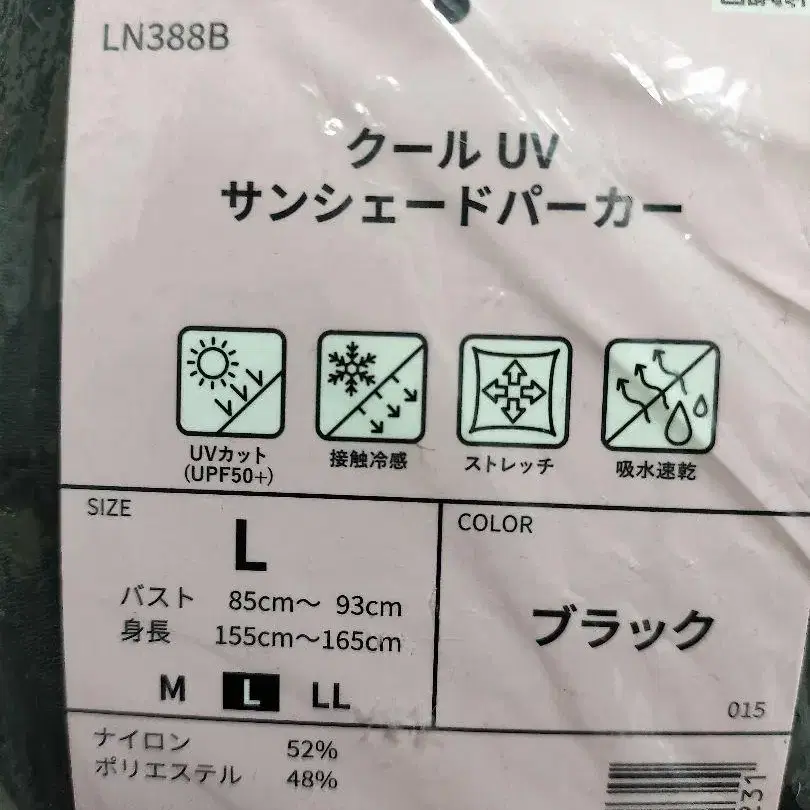 LN388B
クール UV
サンシェードパーカー
UVカット
(UPF50+)
接触冷感
ストレッチ
吸水速乾
SIZE
L
バスト 85cm〜 93cm
身長 155cm〜165cm
M L LL
COLOR
ブラック
015
ナイロン 52%
ポリエステル 48%